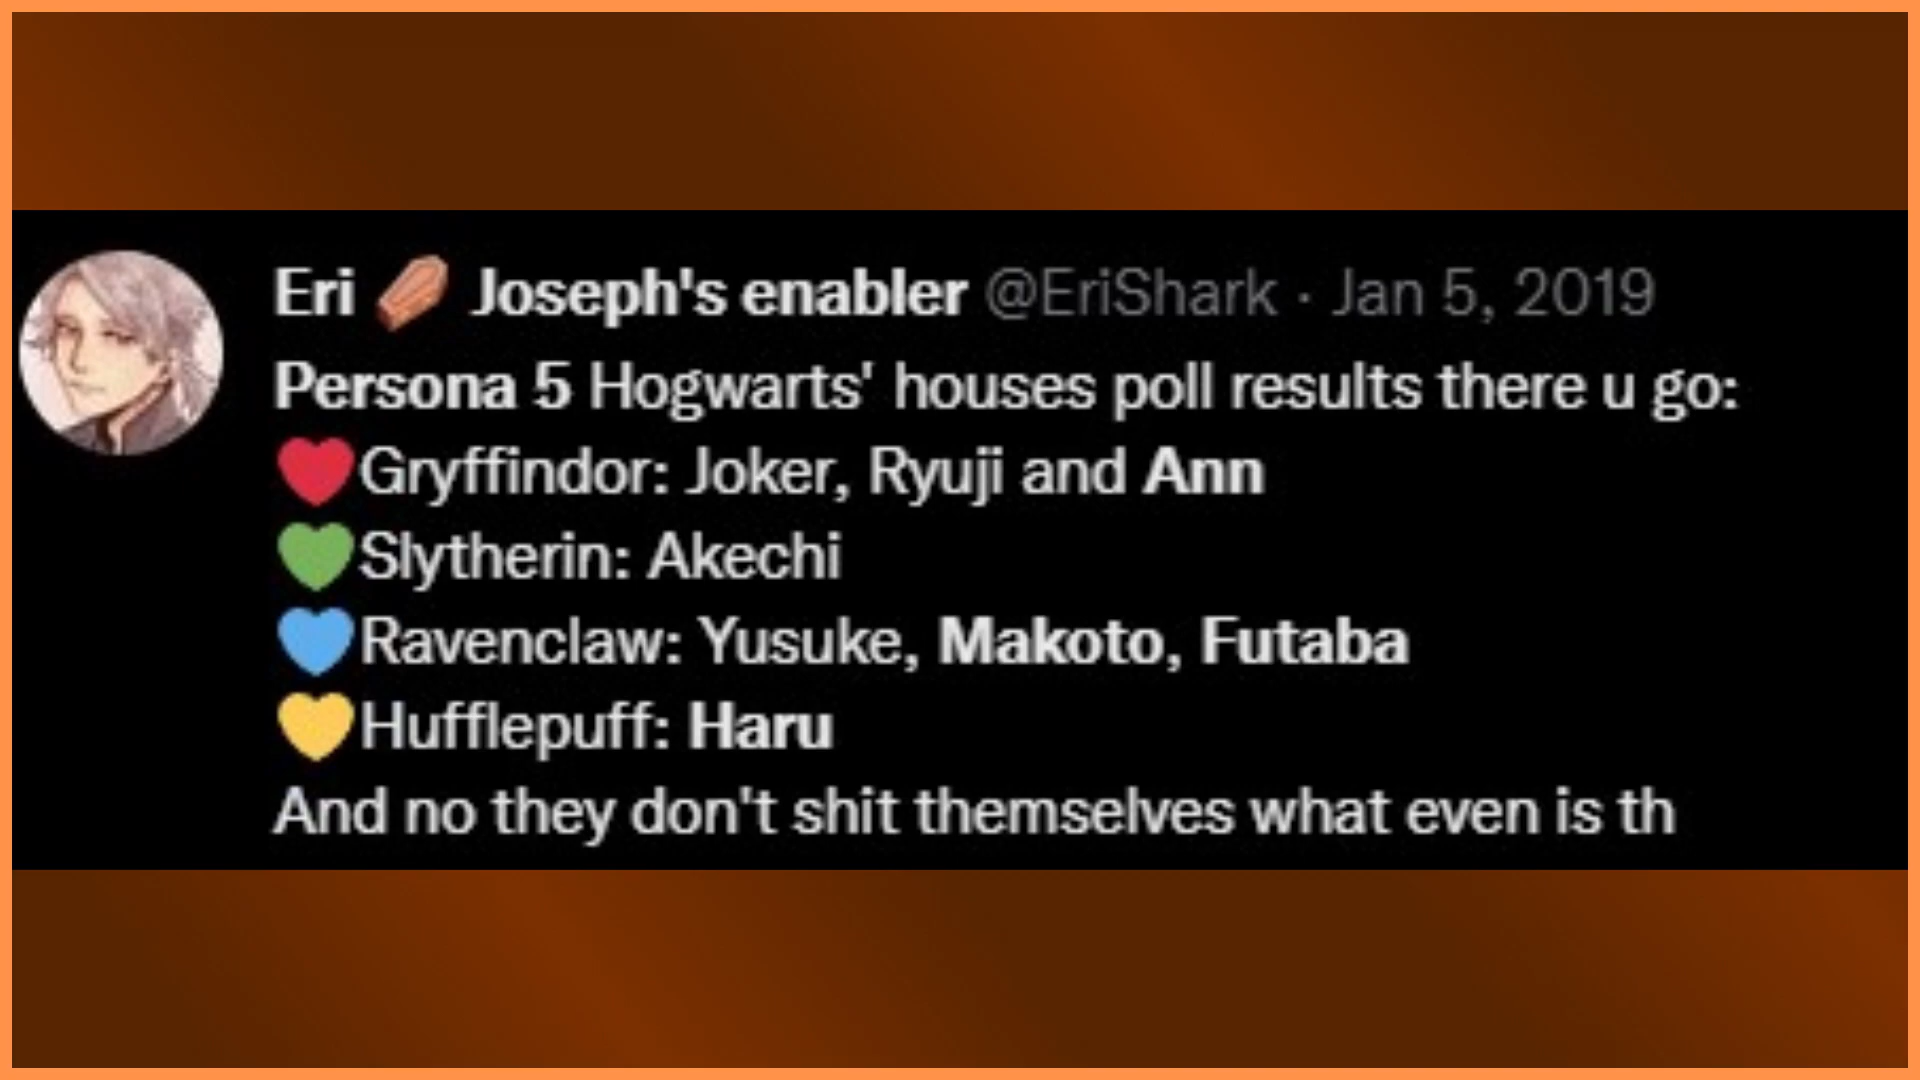 Eri ⚰️ Joseph's enabler @EriShark · Jan 5, 2019
Persona 5 Hogwarts' houses poll results there u go:
❤️Gryffindor: Joker, Ryuji and Ann
💚Slytherin: Akechi
💙Ravenclaw: Yusuke, Makoto, Futaba
💛Hufflepuff: Haru
And no they don't shit themselves what even is th